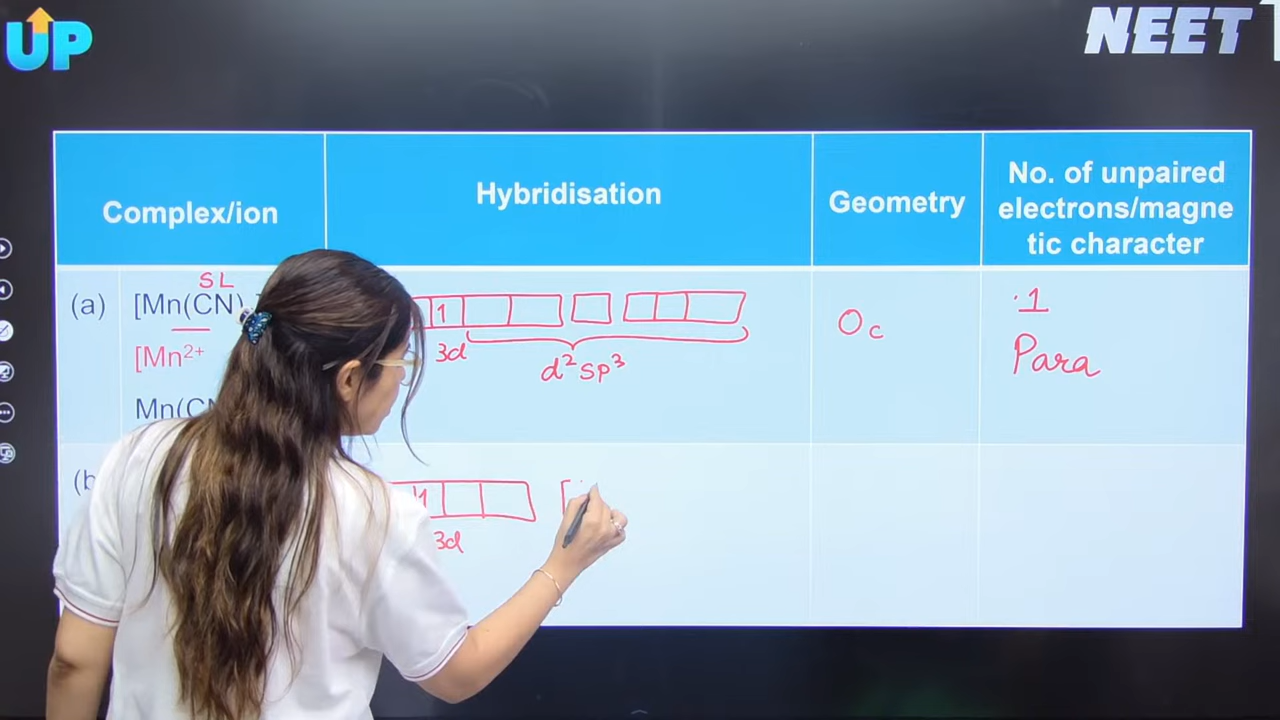 UP
NEET
Complex/ion
Hybridisation
Geometry
No. of unpaired
electrons/magne
tic character
SL
(a)
[Mn(CN)
1
Oc
1
[Mn2+
3d
d2sp3
Para
Mn(C
(b
1
3d